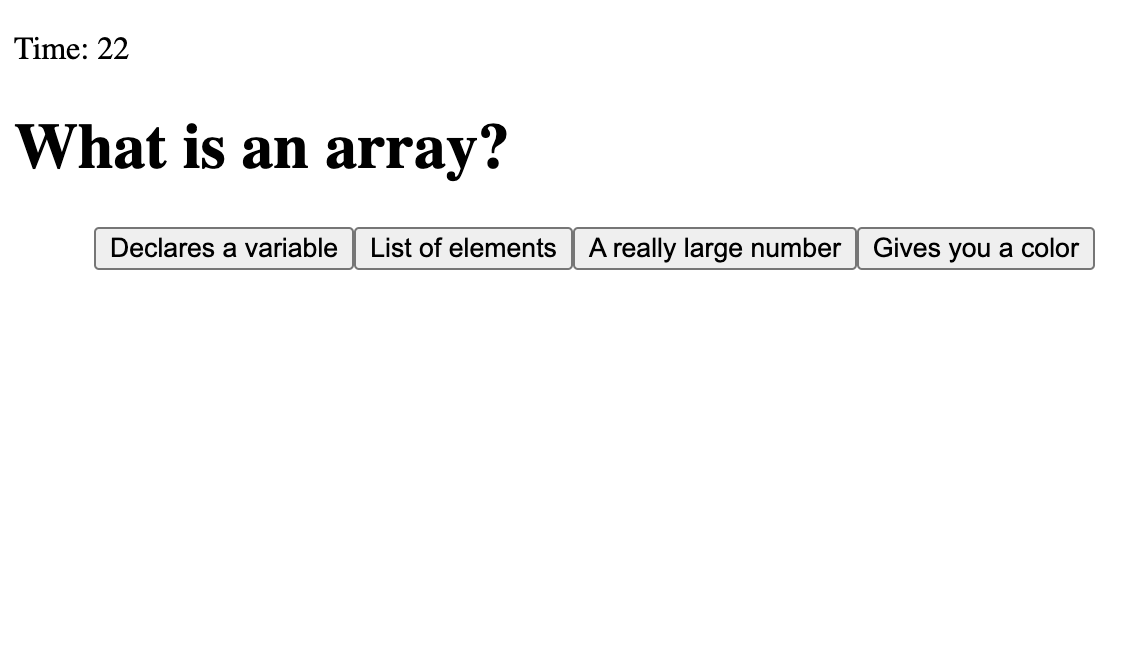 Time: 22
What is an array?
Declares a variable List of elements A really large number Gives you a color